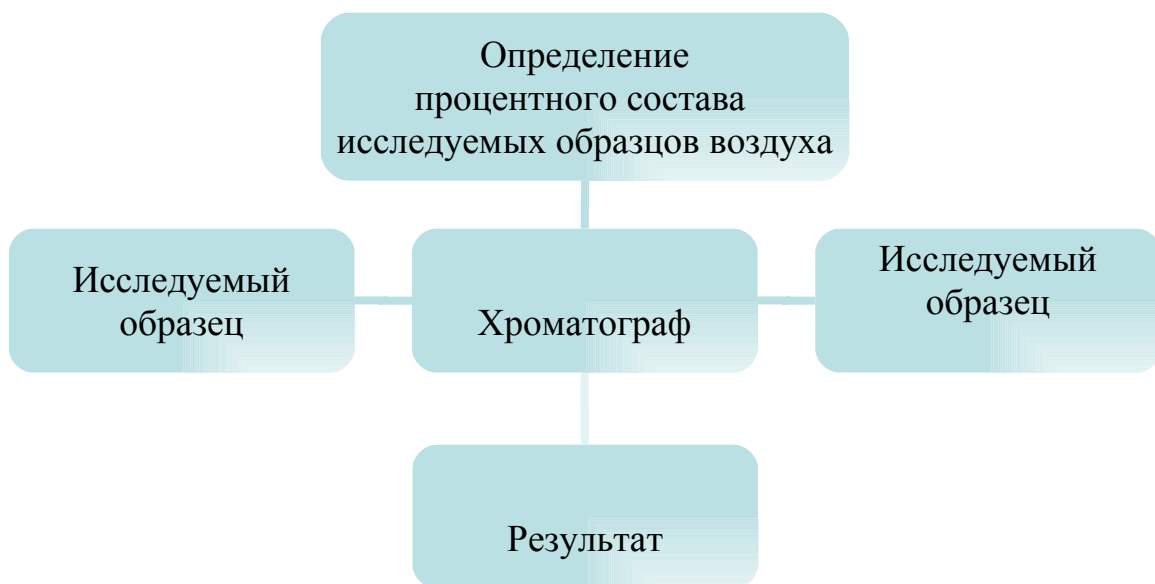 Определение
процентного состава
исследуемых образцов воздуха
Исследуемый
образец
Хроматограф
Исследуемый
образец
Результат